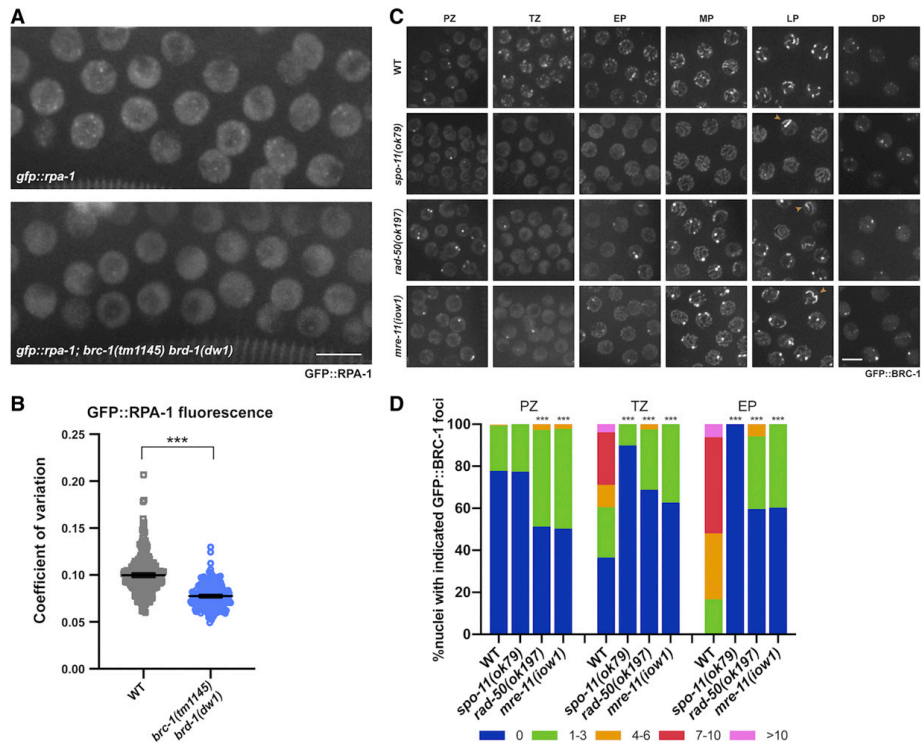 A
gfp::rpa-1
gfp::rpa-1; brc-1(tm1145) brd-1(dw1)
GFP::RPA-1
B
GFP::RPA-1 fluorescence
***
Coefficient of variation
0.25
0.20
0.15
0.10
0.05
0.00
WT
brc-1(tm1145)
brd-1(dw1)
C
PZ TZ EP MP LP DP
WT
spo-11(ok79)
rad-50(ok197)
mre-11(iow1)
GFP::BRC-1
D
PZ TZ EP
*** *** *** *** *** *** *** ***
%nuclei with indicated GFP::BRC-1 foci
100
80
60
40
20
0
WT
spo-11(ok79)
rad-50(ok197)
mre-11(iow1)
WT
spo-11(ok79)
rad-50(ok197)
mre-11(iow1)
WT
spo-11(ok79)
rad-50(ok197)
mre-11(iow1)
0 1-3 4-6 7-10 >10